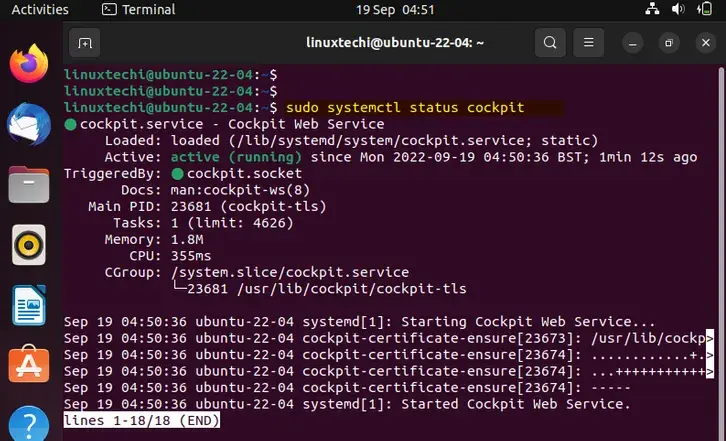 Activities Terminal 19 Sep 04:51
linuxtechi@ubuntu-22-04: ~
linuxtechi@ubuntu-22-04:~$
linuxtechi@ubuntu-22-04:~$
linuxtechi@ubuntu-22-04:~$ sudo systemctl status cockpit
● cockpit.service - Cockpit Web Service
Loaded: loaded (/lib/systemd/system/cockpit.service; static)
Active: active (running) since Mon 2022-09-19 04:50:36 BST; 1min 12s ago
TriggeredBy: ● cockpit.socket
Docs: man:cockpit-ws(8)
Main PID: 23681 (cockpit-tls)
Tasks: 1 (limit: 4626)
Memory: 1.8M
CPU: 355ms
CGroup: /system.slice/cockpit.service
└─23681 /usr/lib/cockpit/cockpit-tls
Sep 19 04:50:36 ubuntu-22-04 systemd[1]: Starting Cockpit Web Service...
Sep 19 04:50:36 ubuntu-22-04 cockpit-certificate-ensure[23673]: /usr/lib/cockp>
Sep 19 04:50:36 ubuntu-22-04 cockpit-certificate-ensure[23674]: ...........+.>
Sep 19 04:50:36 ubuntu-22-04 cockpit-certificate-ensure[23674]: ...+++++++++++>
Sep 19 04:50:36 ubuntu-22-04 cockpit-certificate-ensure[23674]: -----
Sep 19 04:50:36 ubuntu-22-04 systemd[1]: Started Cockpit Web Service.
lines 1-18/18 (END)